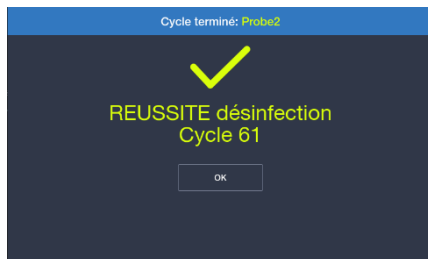 Cycle terminé: Probe2
REUSSITE désinfection
Cycle 61
OK